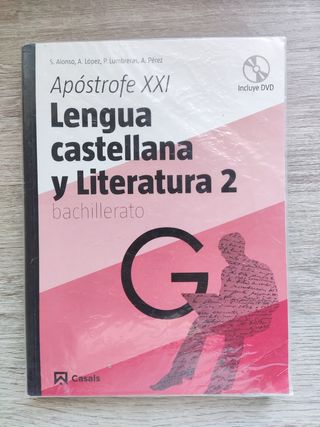 S. Alonso, A. López, P. Lumbreras, A. Pérez
Incluye DVD
Apóstrofe XXI
Lengua
castellana
y Literatura 2
bachillerato
G
Casals